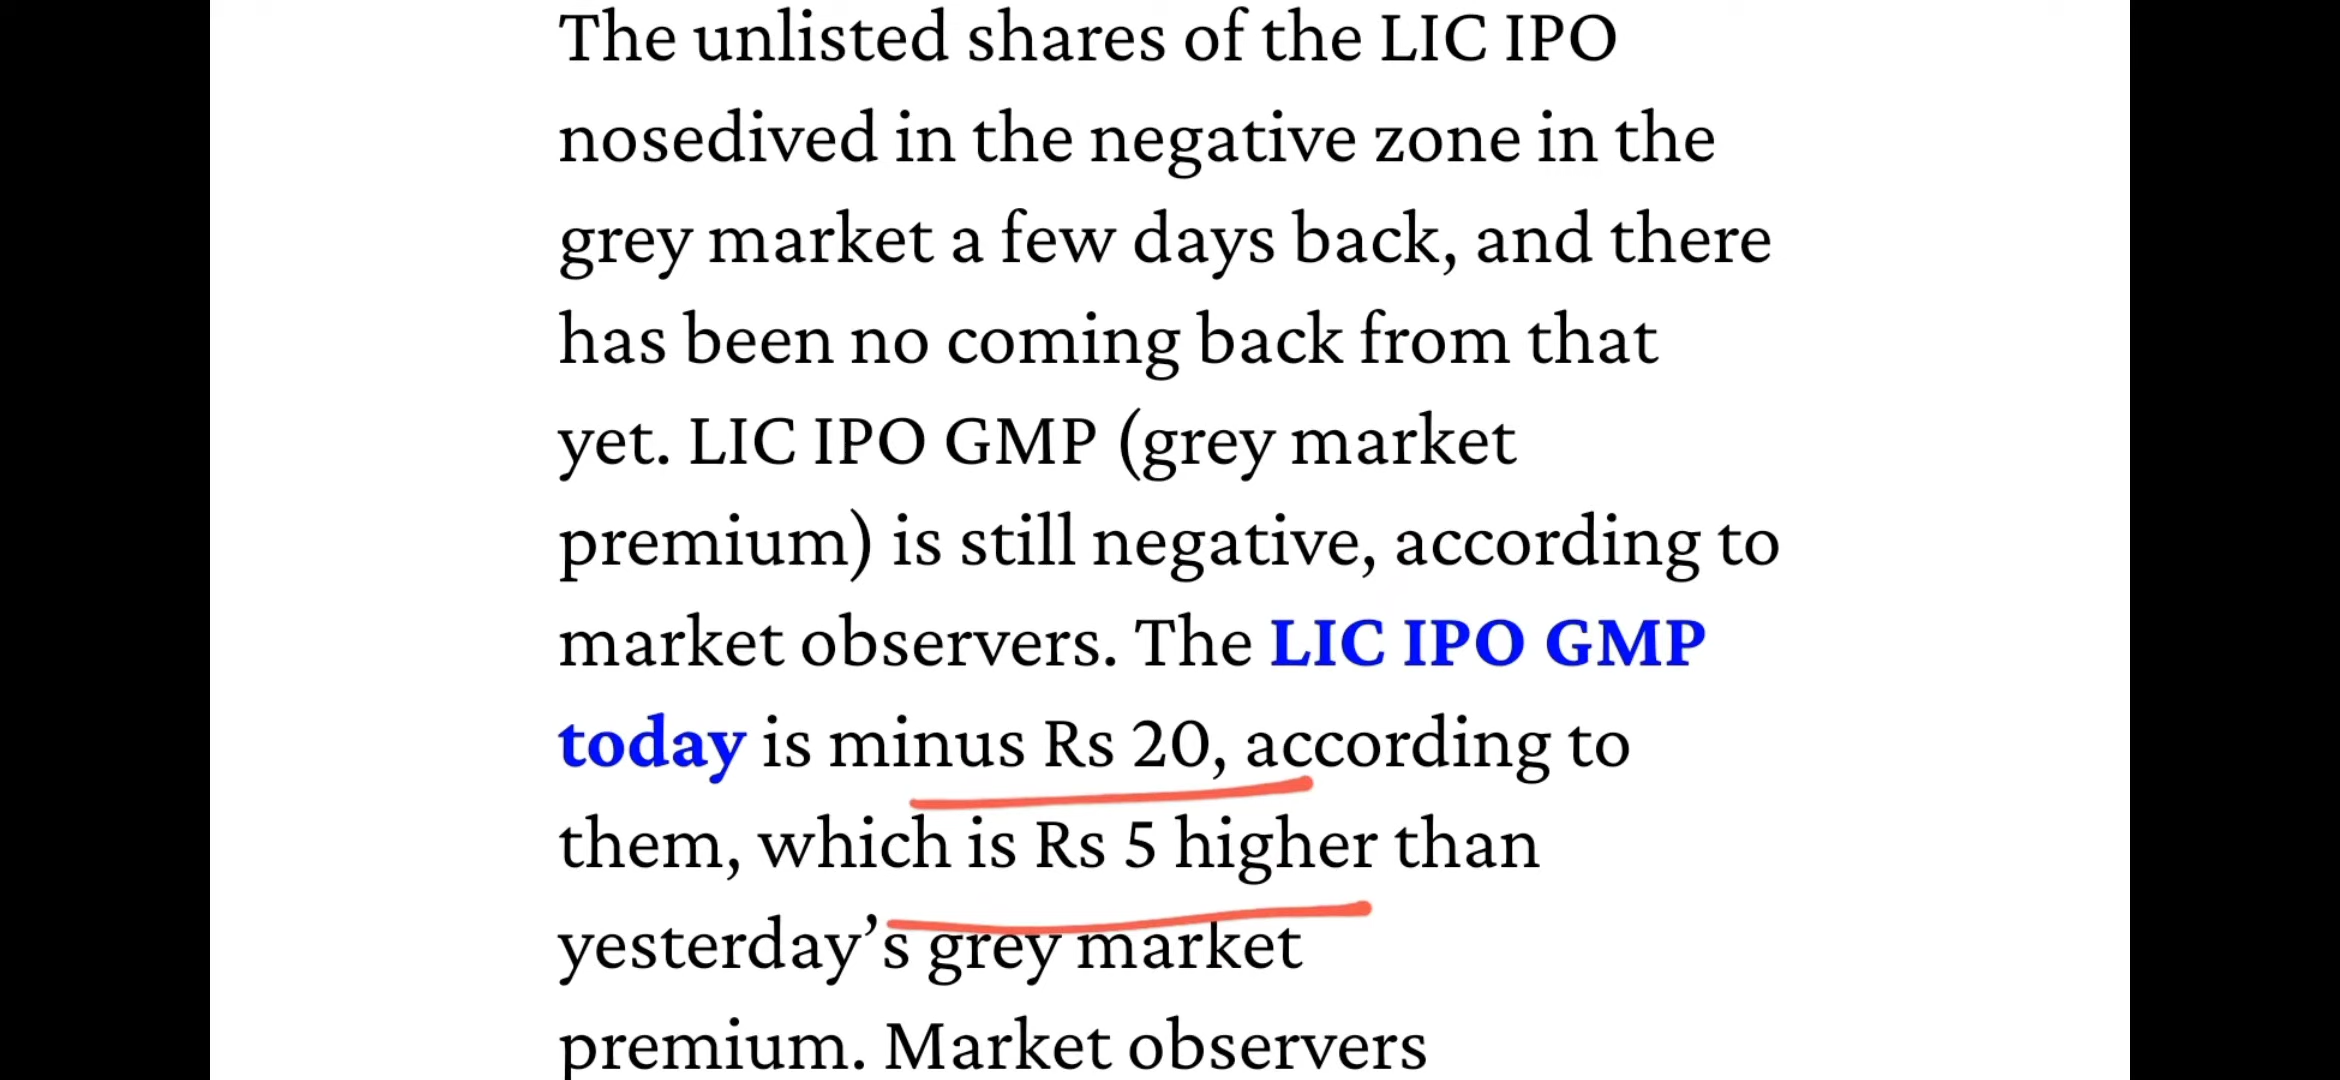 The unlisted shares of the LIC IPO
nosedived in the negative zone in the
grey market a few days back, and there
has been no coming back from that
yet. LIC IPO GMP (grey market
premium) is still negative, according to
market observers. The LIC IPO GMP
today is minus Rs 20, according to
them, which is Rs 5 higher than
yesterday’s grey market
premium. Market observers